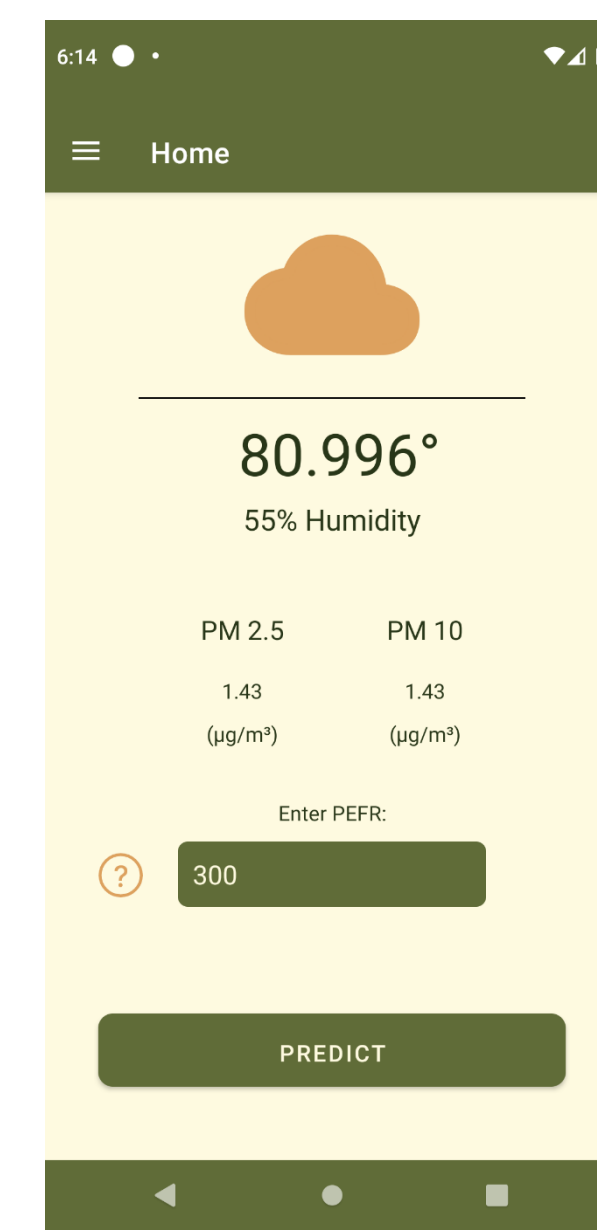 6:14
Home
80.996°
55% Humidity
PM 2.5 PM 10
1.43 1.43
(µg/m³) (µg/m³)
Enter PEFR:
? 300
PREDICT